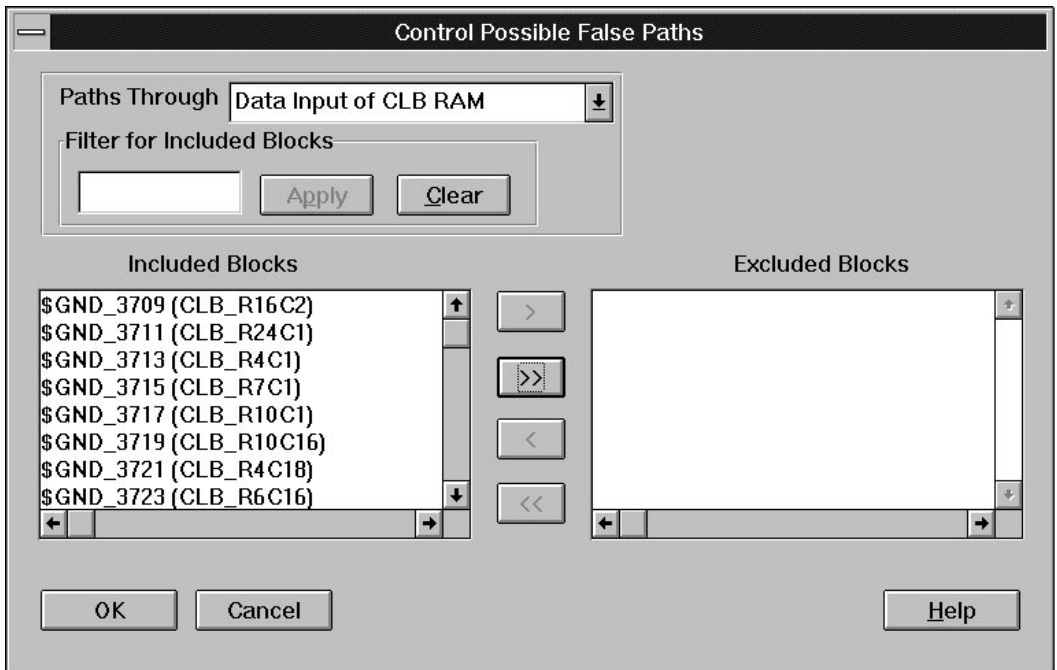 Control Possible False Paths
Paths Through Data Input of CLB RAM
Filter for Included Blocks
Apply Clear
Included Blocks Excluded Blocks
$GND_3709 (CLB_R16C2)
$GND_3711 (CLB_R24C1)
$GND_3713 (CLB_R4C1)
$GND_3715 (CLB_R7C1)
$GND_3717 (CLB_R10C1)
$GND_3719 (CLB_R10C16)
$GND_3721 (CLB_R4C18)
$GND_3723 (CLB_R6C16)
>
>>
<
<<
OK Cancel Help